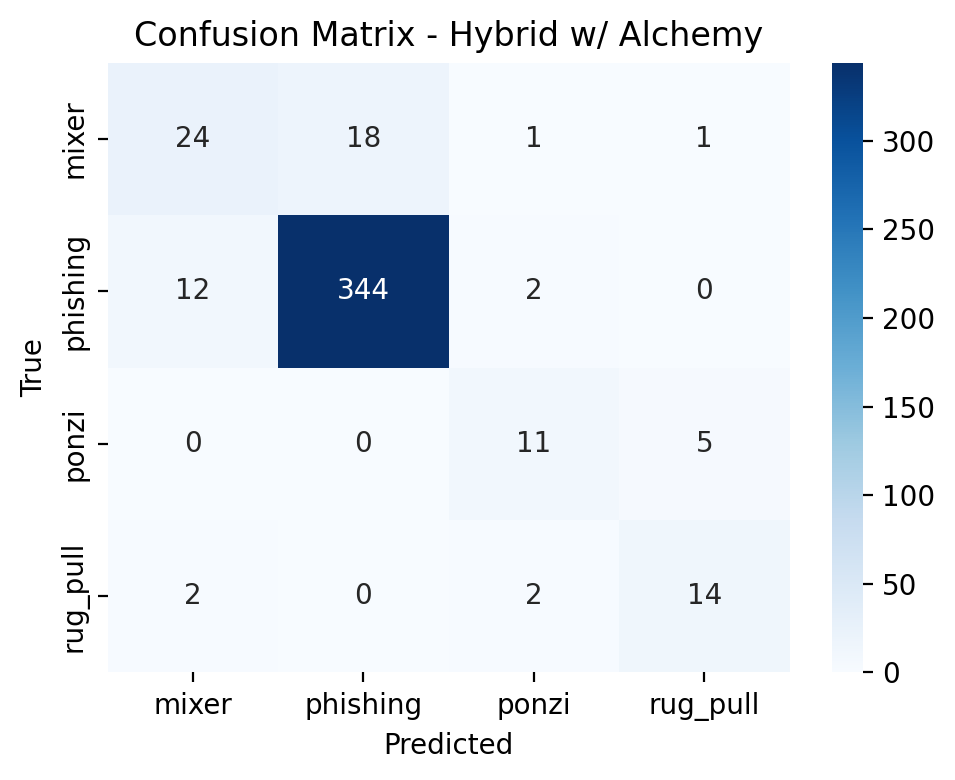 Confusion Matrix - Hybrid w/ Alchemy
True
mixer
24 18 1 1
phishing
12 344 2 0
ponzi
0 0 11 5
rug_pull
2 0 2 14
mixer phishing ponzi rug_pull
Predicted
300
250
200
150
100
50
0